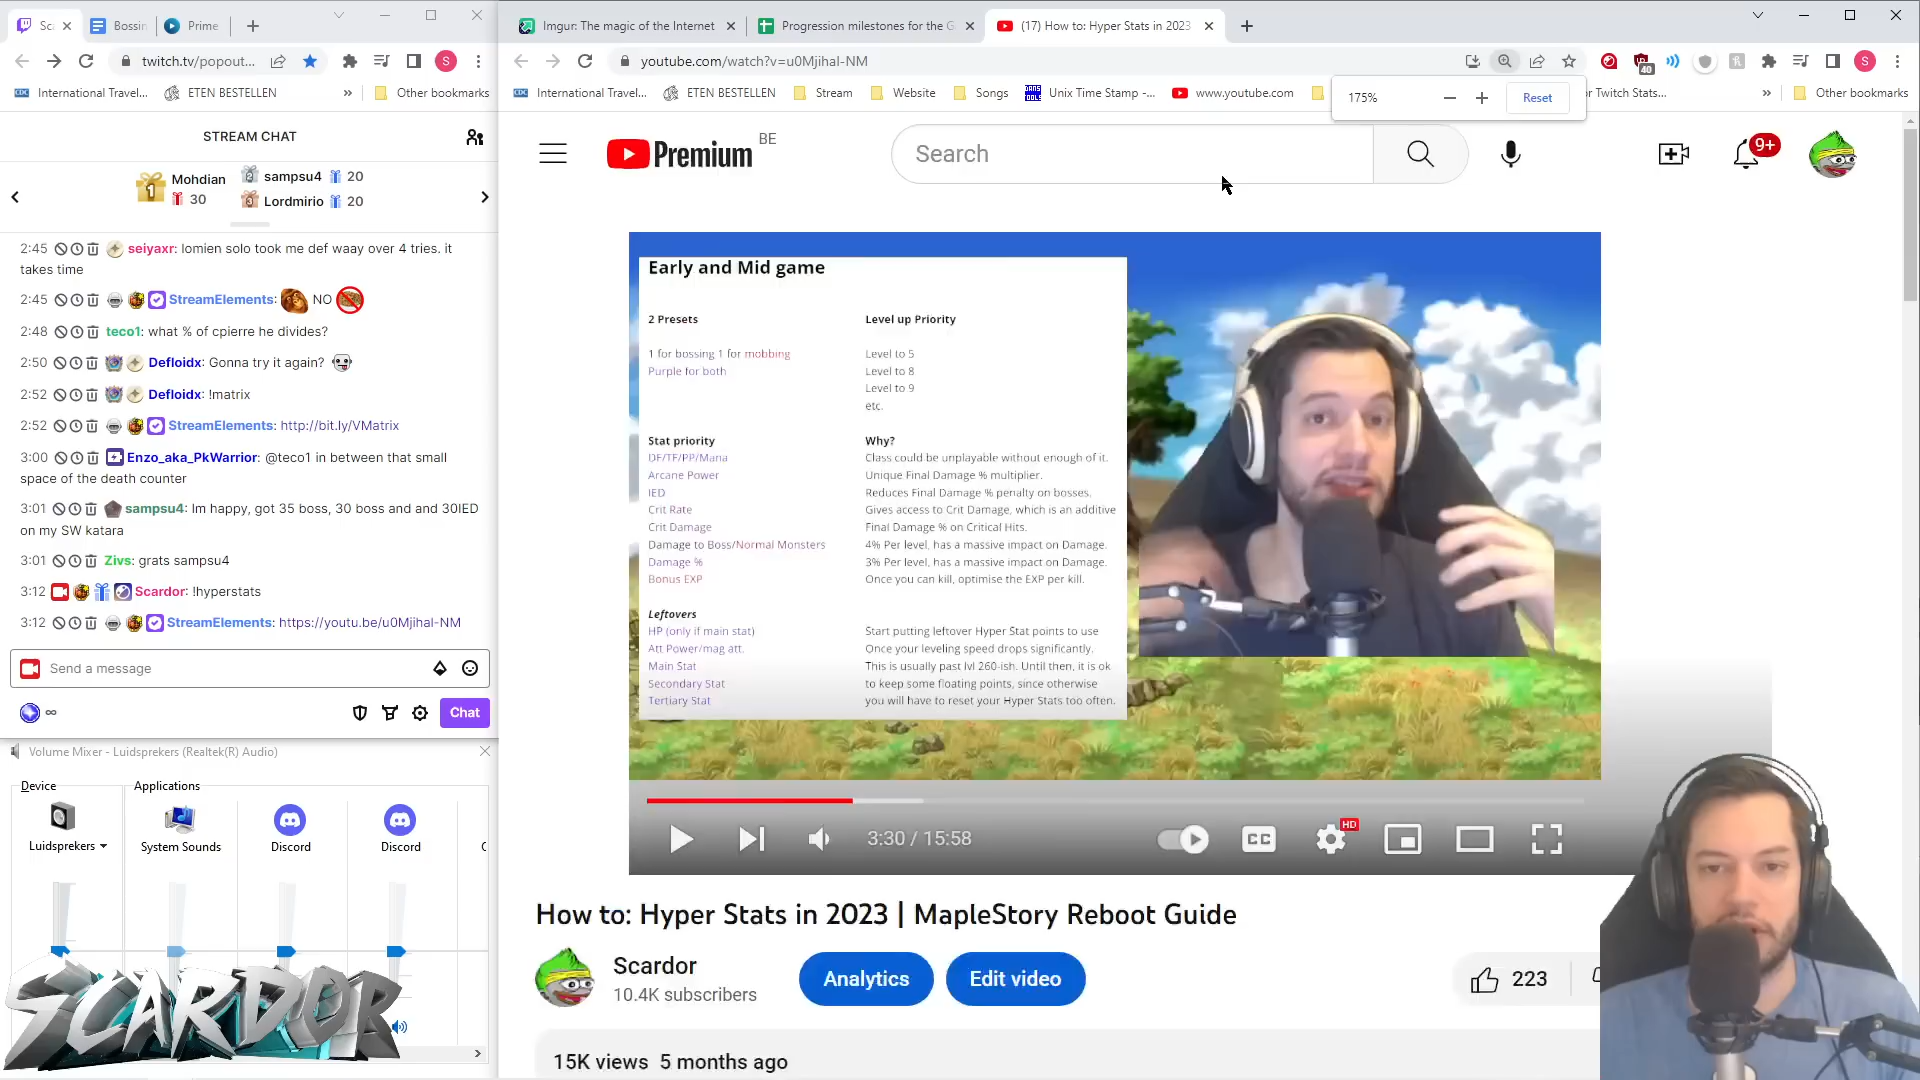 Sca
Bossin
Prime
Imgur: The magic of the Internet
Progression milestones for the G
(17) How to: Hyper Stats in 2023
twitch.tv/popout...
S
youtube.com/watch?v=u0MjihaI-NM
40
S
International Travel...
ETEN BESTELLEN
»
Other bookmarks
International Travel...
ETEN BESTELLEN
Stream
Website
Songs
Unix Time Stamp -...
www.youtube.com
or Twitch Stats...
»
Other bookmarks
175%
Reset
STREAM CHAT
1
Mohdian
30
2
sampsu4
20
3
Lordmirio
20
Premium
BE
Search
9+
2:45 seiyaxr: lomien solo took me def waay over 4 tries. it
takes time
2:45 StreamElements: NO
2:48 teco1: what % of cpierre he divides?
2:50 Defloidx: Gonna try it again?
2:52 Defloidx: !matrix
2:52 StreamElements: http://bit.ly/VMatrix
3:00 Enzo_aka_PkWarrior: @teco1 in between that small
space of the death counter
3:01 sampsu4: Im happy, got 35 boss, 30 boss and and 30IED
on my SW katara
3:01 Zivs: grats sampsu4
3:12 Scardor: !hyperstats
3:12 StreamElements: https://youtu.be/u0MjihaI-NM
Send a message
∞
Chat
Volume Mixer - Luidsprekers (Realtek(R) Audio)
Device
Applications
Luidsprekers
System Sounds
Discord
Discord
SCARDOR
Early and Mid game
2 Presets
Level up Priority
1 for bossing 1 for mobbing
Level to 5
Purple for both
Level to 8
Level to 9
etc.
Stat priority
Why?
DF/TF/PP/Mana
Class could be unplayable without enough of it.
Arcane Power
Unique Final Damage % multiplier.
IED
Reduces Final Damage % penalty on bosses.
Crit Rate
Gives access to Crit Damage, which is an additive
Crit Damage
Final Damage % on Critical Hits.
Damage to Boss/Normal Monsters
4% Per level, has a massive impact on Damage.
Damage %
3% Per level, has a massive impact on Damage.
Bonus EXP
Once you can kill, optimise the EXP per kill.
Leftovers
HP (only if main stat)
Start putting leftover Hyper Stat points to use
Att Power/mag att.
Once your leveling speed drops significantly.
Main Stat
This is usually past lvl 260-ish. Until then, it is ok
Secondary Stat
to keep some floating points, since otherwise
Tertiary Stat
you will have to reset your Hyper Stats too often.
3:30 / 15:58
CC
HD
How to: Hyper Stats in 2023 | MapleStory Reboot Guide
Scardor
10.4K subscribers
Analytics
Edit video
223
15K views 5 months ago